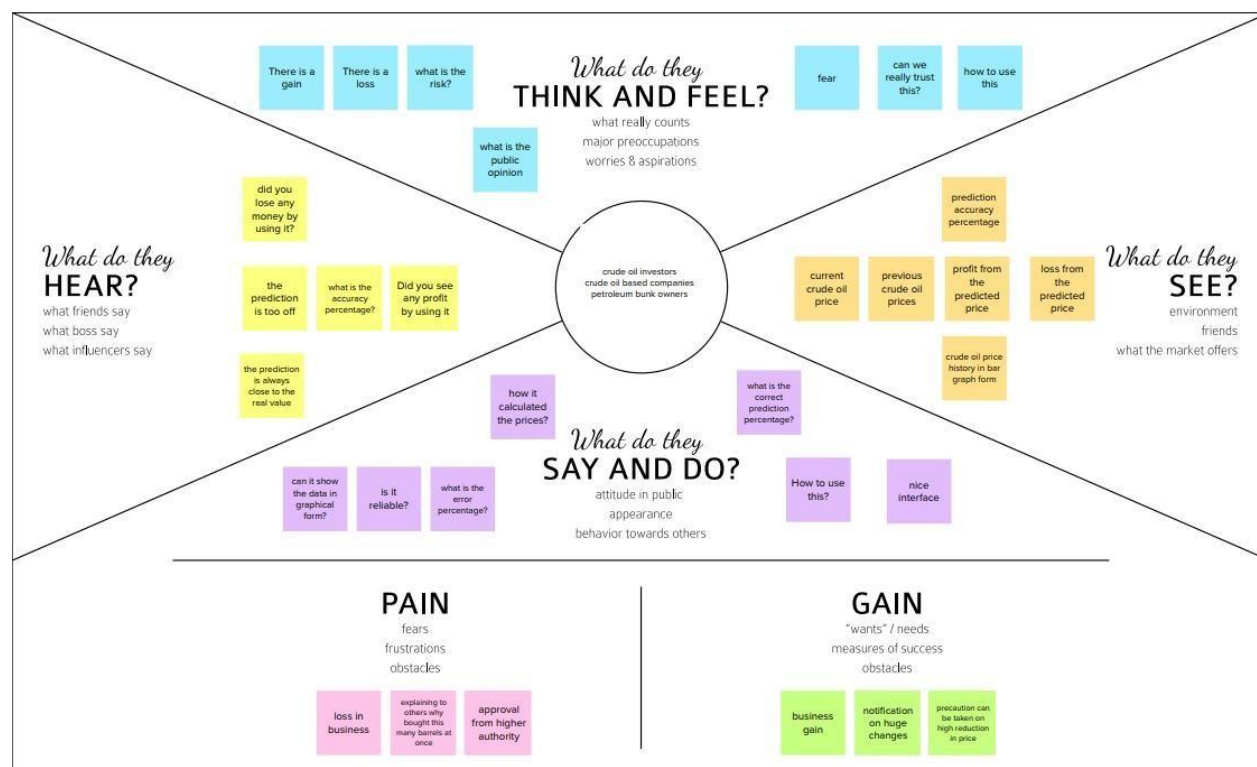 There is a
gain
There is a
loss
what is the
risk?
What do they
THINK AND FEEL?
what really counts
major preoccupations
worries & aspirations
fear
can we
really trust
this?
how to use
this
what is the
public
opinion
What do they
HEAR?
what friends say
what boss say
what influencers say
did you
lose any
money by
using it?
the
prediction
is too off
what is the
accuracy
percentage?
Did you see
any profit
by using it
the prediction
is always
close to the
real value
crude oil investors
crude oil based companies
petroleum bunk owners
prediction
accuracy
percentage
current
crude oil
price
previous
crude oil
prices
profit from
the
predicted
price
loss from
the
predicted
price
crude oil price
history in bar
graph form
What do they
SEE?
environment
friends
what the market offers
how it
calculated
the prices?
what is the
correct
prediction
percentage?
What do they
SAY AND DO?
attitude in public
appearance
behavior towards others
can it show
the data in
graphical
form?
Is it
reliable?
what is the
error
percentage?
How to use
this?
nice
interface
PAIN
fears
frustrations
obstacles
loss in
business
explaining to
others why
bought this
many barrels at
once
approval
from higher
authority
GAIN
"wants" / needs
measures of success
obstacles
business
gain
notification
on huge
changes
precaution can
be taken on
high reduction
in price